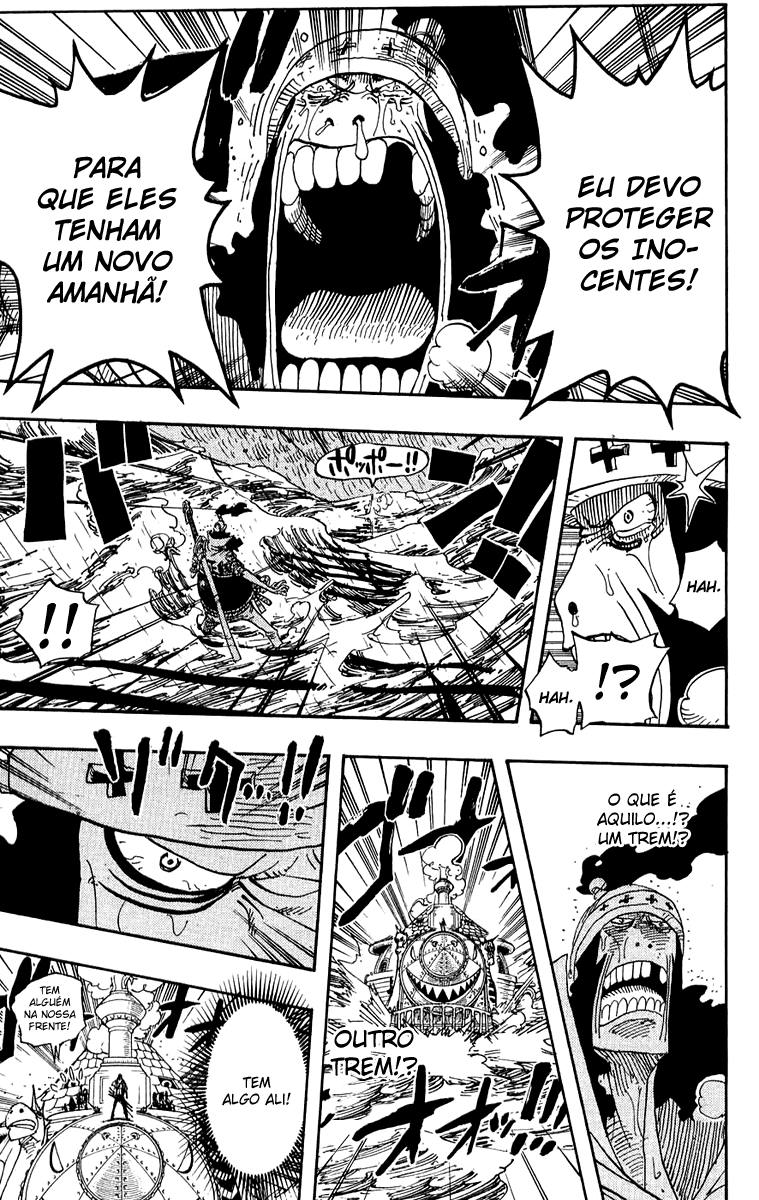 EU DEVO
PROTEGER
OS INO-
CENTES!
PARA
QUE ELES
TENHAM
UM NOVO
AMANHÃ!
HAH.
!?
HAH.
ポッポー!!
!!
O QUE É
AQUILO...!?
UM TREM!?
OUTRO
TREM!?
TEM
ALGO ALI!
TEM
ALGUÉM
NA NOSSA
FRENTE!